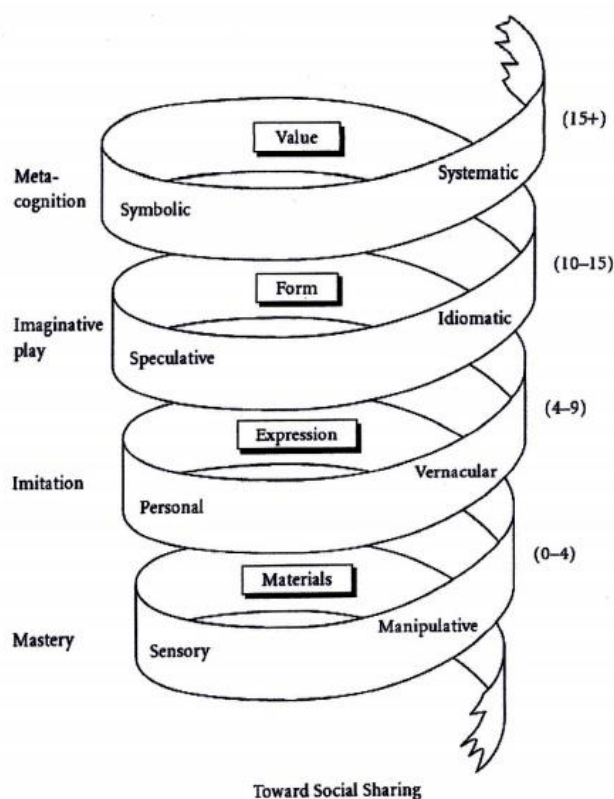 (15+)
Value
Systematic
Meta-
cognition
Symbolic
(10–15)
Form
Idiomatic
Imaginative
play
Speculative
(4–9)
Expression
Vernacular
Imitation
Personal
(0–4)
Materials
Manipulative
Mastery
Sensory
Toward Social Sharing